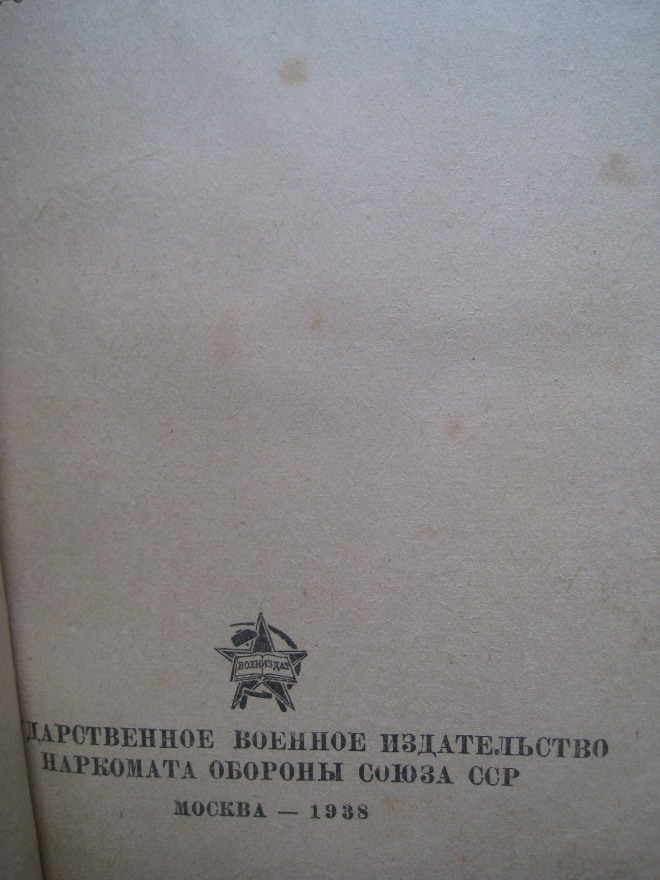 ВОЕНИЗДАТ
ДАРСТВЕННОЕ ВОЕННОЕ ИЗДАТЕЛЬСТВО
НАРКОМАТА ОБОРОНЫ СОЮЗА ССР
МОСКВА — 1938